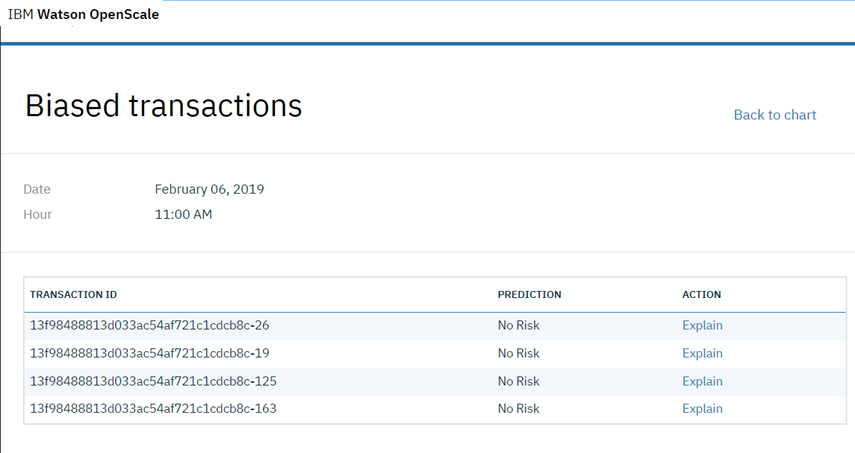 IBM Watson OpenScale
Biased transactions
Back to chart
Date February 06, 2019
Hour 11:00 AM
TRANSACTION ID PREDICTION ACTION
13f98488813d033ac54af721c1cdcb8c-26 No Risk Explain
13f98488813d033ac54af721c1cdcb8c-19 No Risk Explain
13f98488813d033ac54af721c1cdcb8c-125 No Risk Explain
13f98488813d033ac54af721c1cdcb8c-163 No Risk Explain